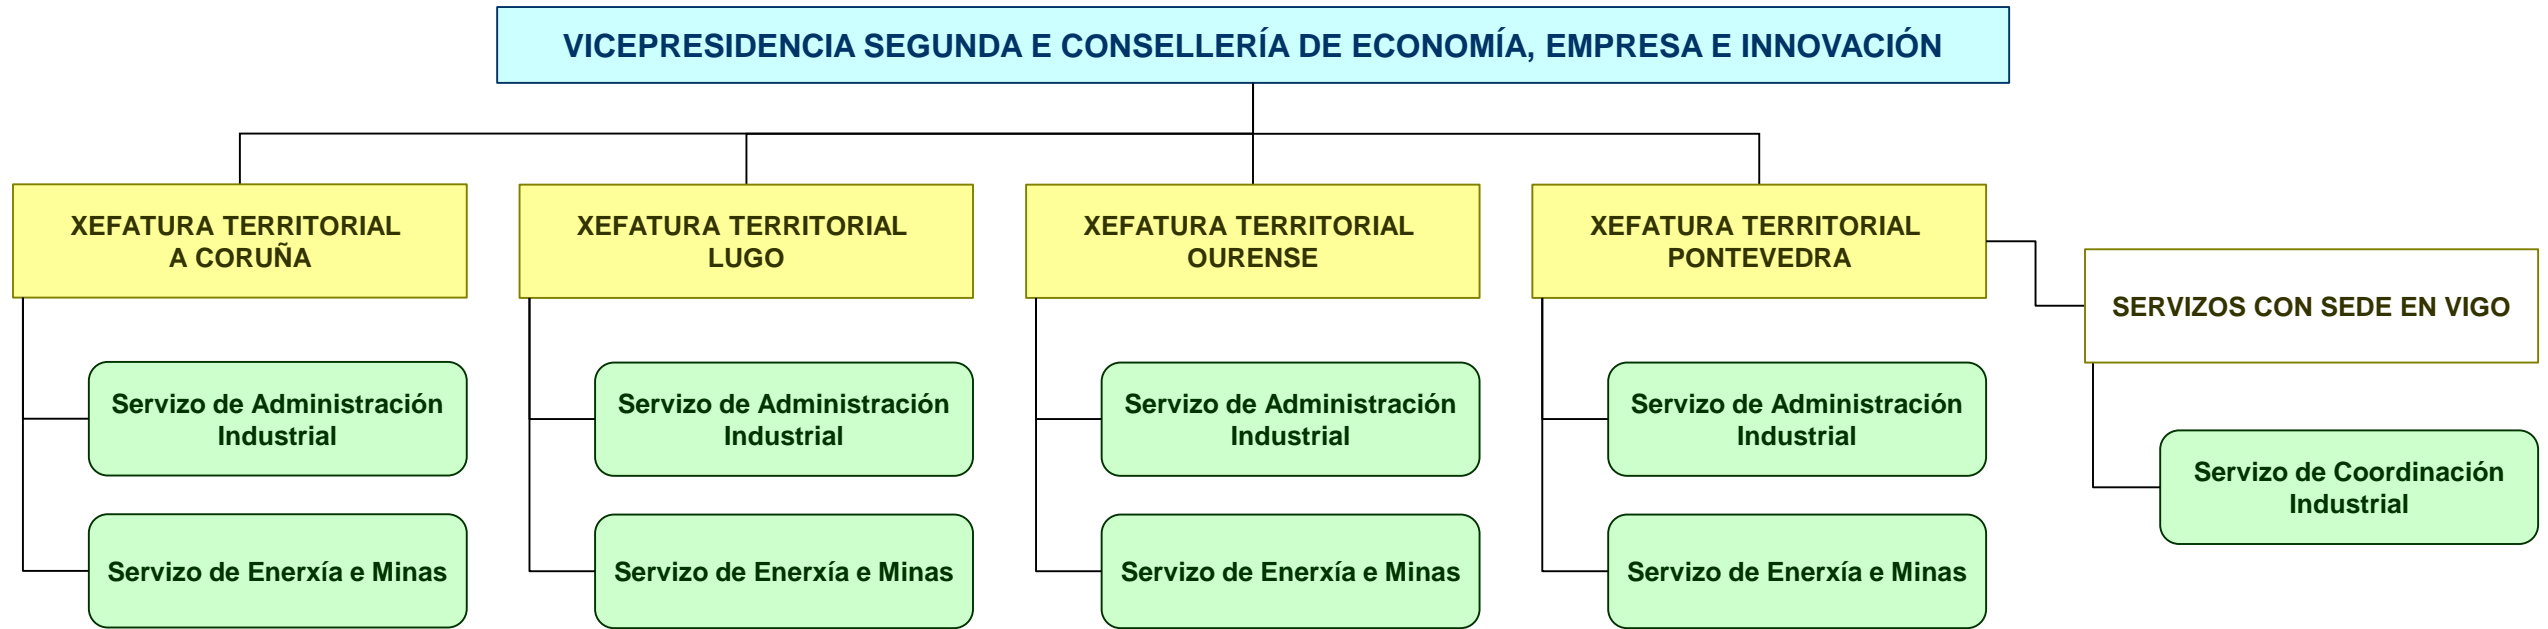 VICEPRESIDENCIA SEGUNDA E CONSELLERÍA DE ECONOMÍA, EMPRESA E INNOVACIÓN
XEFATURA TERRITORIAL
A CORUÑA
XEFATURA TERRITORIAL
LUGO
XEFATURA TERRITORIAL
OURENSE
XEFATURA TERRITORIAL
PONTEVEDRA
SERVIZOS CON SEDE EN VIGO
Servizo de Administración
Industrial
Servizo de Administración
Industrial
Servizo de Administración
Industrial
Servizo de Administración
Industrial
Servizo de Coordinación
Industrial
Servizo de Enerxía e Minas
Servizo de Enerxía e Minas
Servizo de Enerxía e Minas
Servizo de Enerxía e Minas